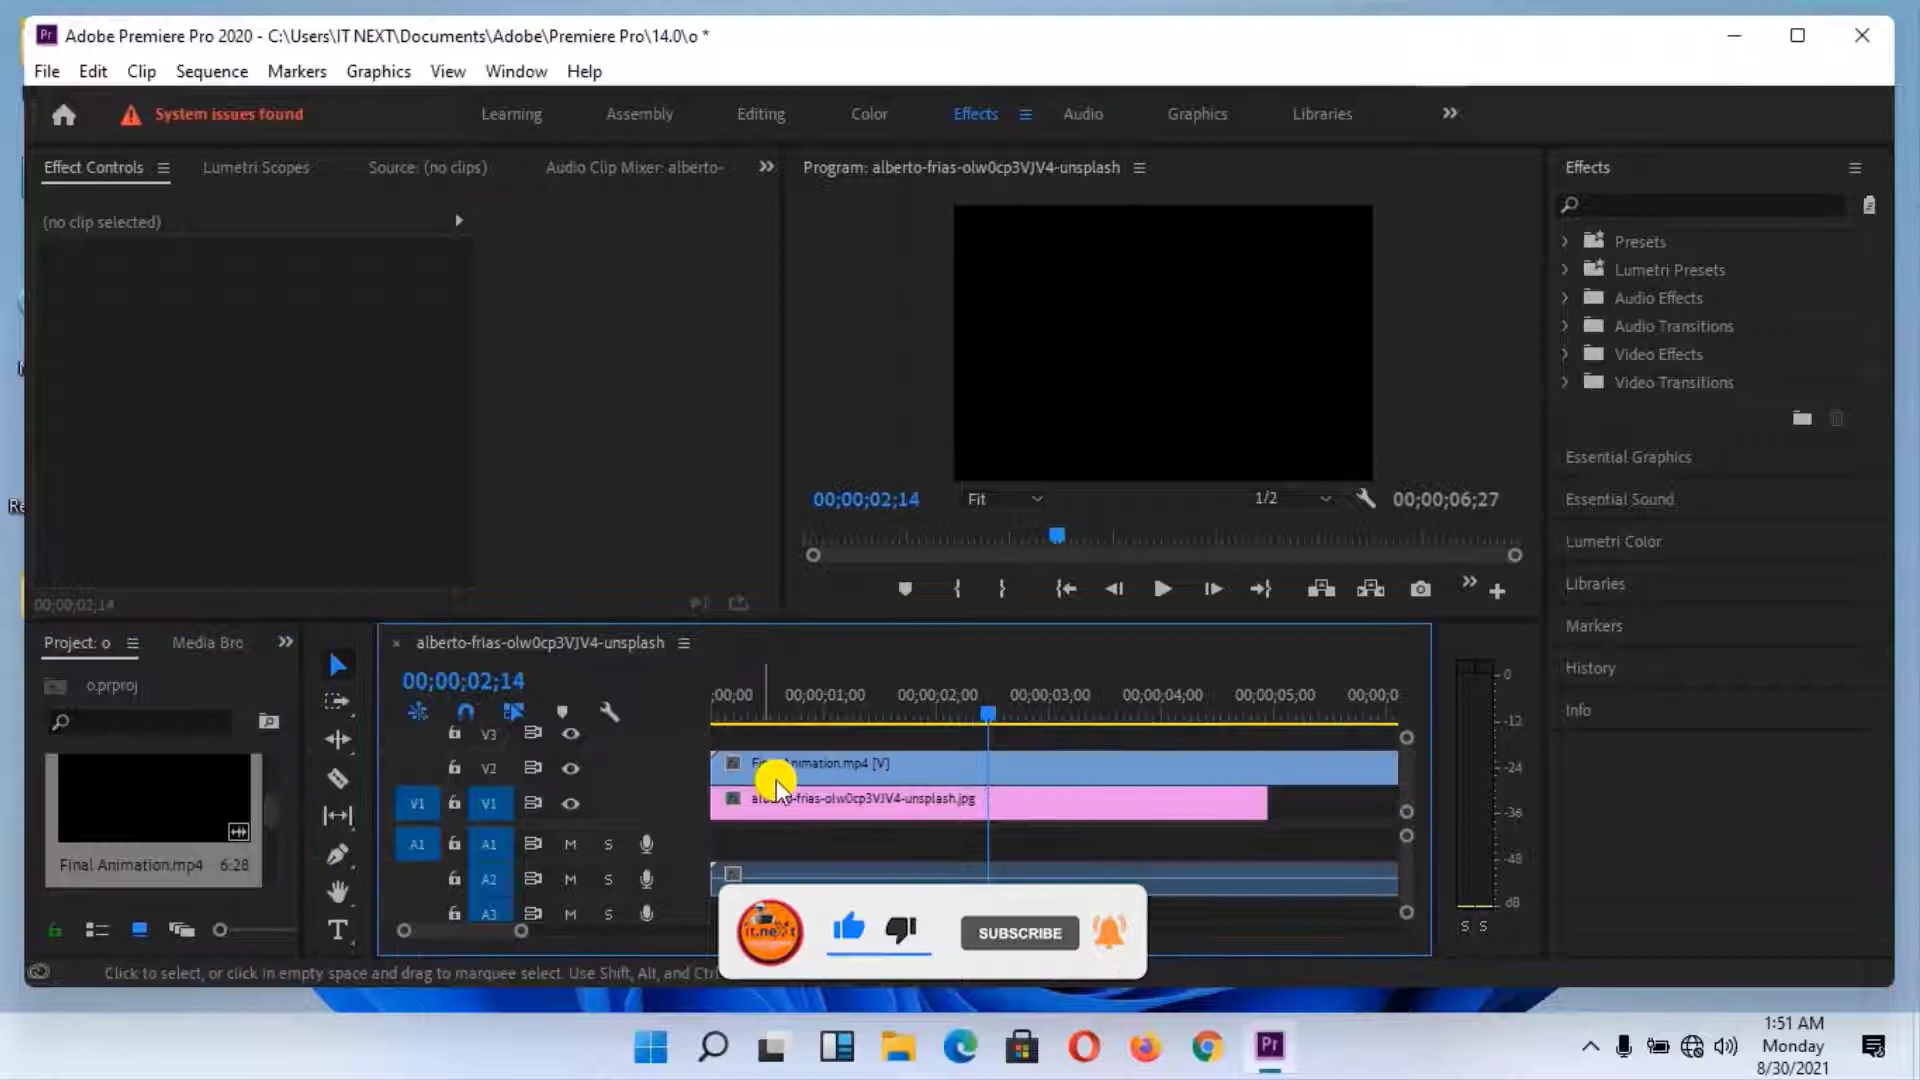 Adobe Premiere Pro 2020 - C:\Users\IT NEXT\Documents\Adobe\Premiere Pro\14.0\o *
File Edit Clip Sequence Markers Graphics View Window Help
System issues found Learning Assembly Editing Color Effects Audio Graphics Libraries
Effect Controls Lumetri Scopes Source: (no clips) Audio Clip Mixer: alberto-
Program: alberto-frias-olw0cp3VJV4-unsplash
Effects
(no clip selected)
Presets
Lumetri Presets
Audio Effects
Audio Transitions
Video Effects
Video Transitions
Essential Graphics
Essential Sound
Lumetri Color
Libraries
Markers
History
Info
00;00;02;14 Fit 1/2 00;00;06;27
00;00;02;14
Project: o Media Bro
o.prproj
Final Animation.mp4 6:28
alberto-frias-olw0cp3VJV4-unsplash
00;00;02;14
;00;00 00;00;01;00 00;00;02;00 00;00;03;00 00;00;04;00 00;00;05;00 00;00;0
V3
V2
V1 V1
A1 A1 M S
A2 M S
A3 M S
nimation.mp4 [V]
-frias-olw0cp3VJV4-unsplash.jpg
0
-12
-24
-36
-48
dB
S S
it.next
SUBSCRIBE
Click to select, or click in empty space and drag to marquee select. Use Shift, Alt, and Ctr
Re
Pr
1:51 AM
Monday
8/30/2021